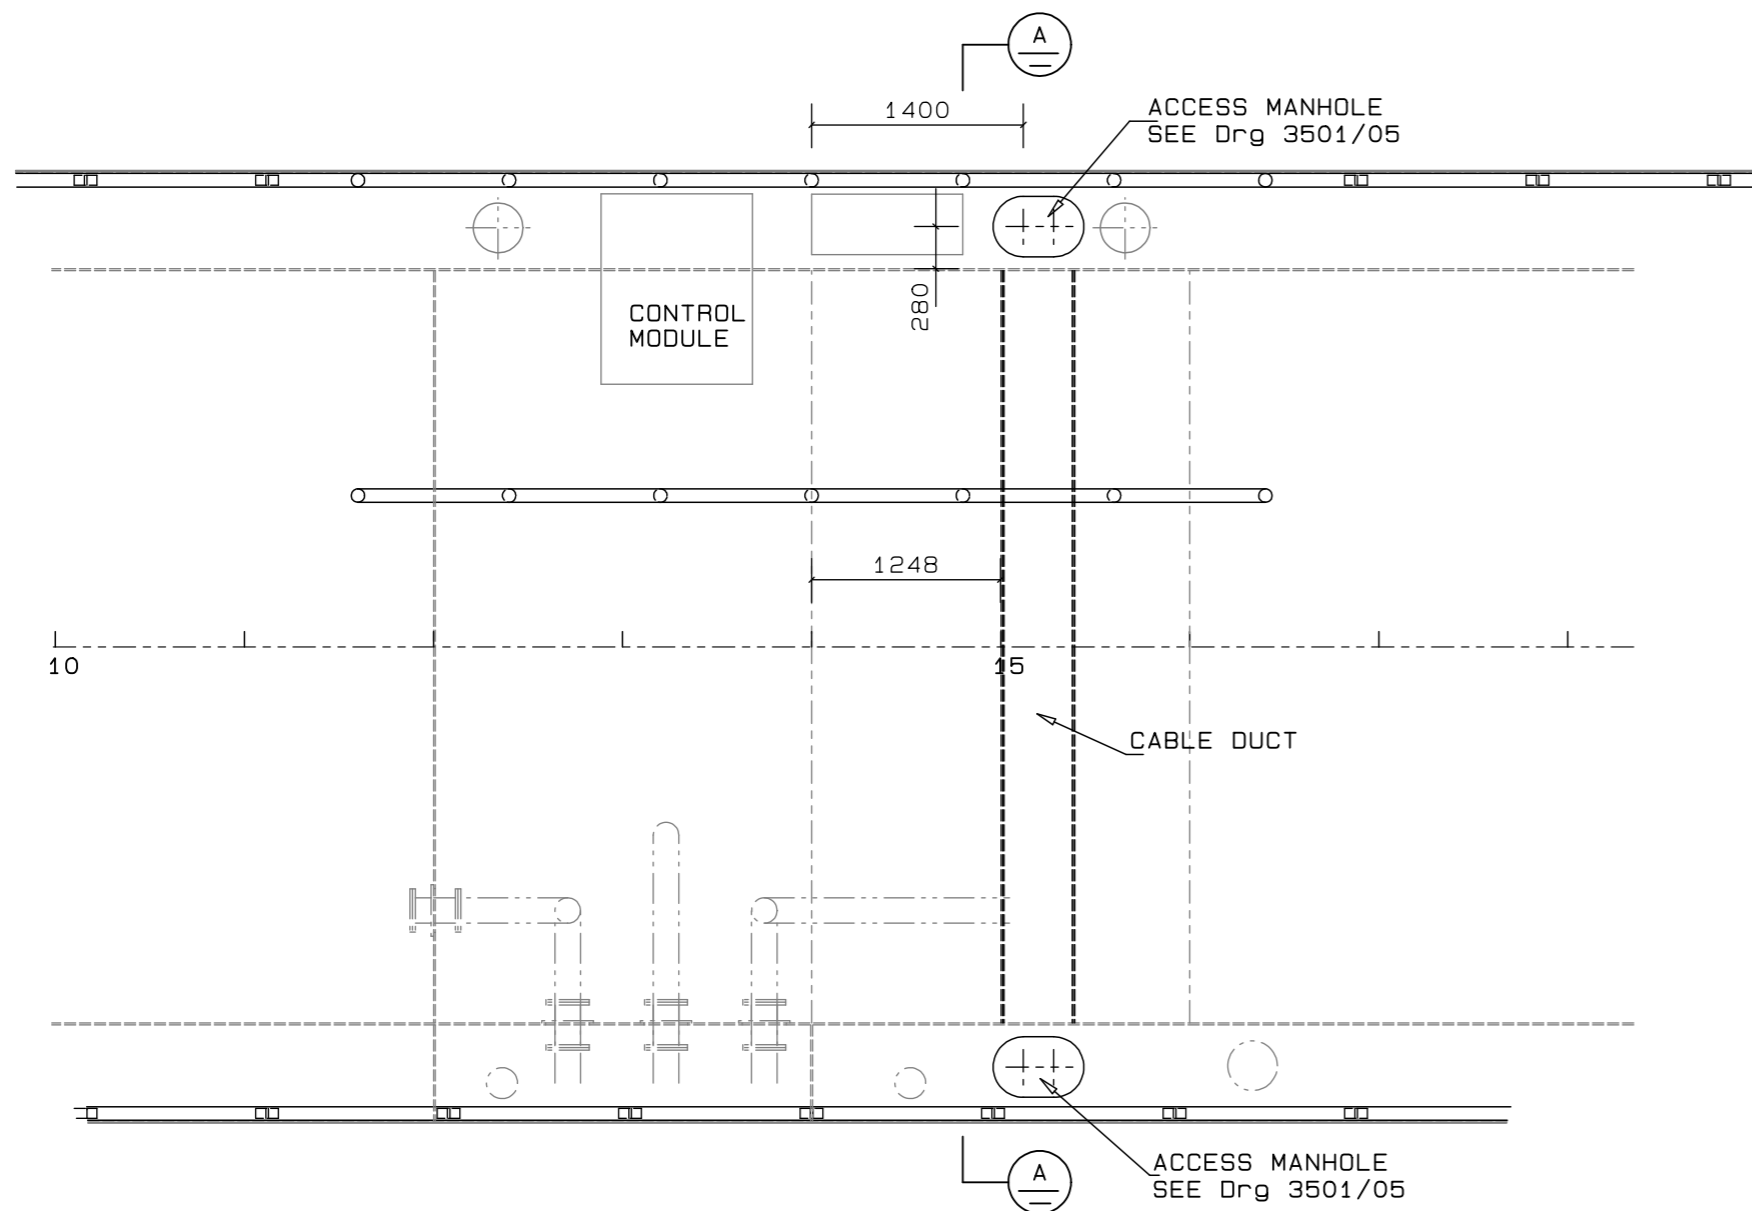 A
1400
ACCESS MANHOLE
SEE Drg 3501/05
CONTROL
MODULE
280
1248
10
15
CABLE DUCT
ACCESS MANHOLE
SEE Drg 3501/05
A